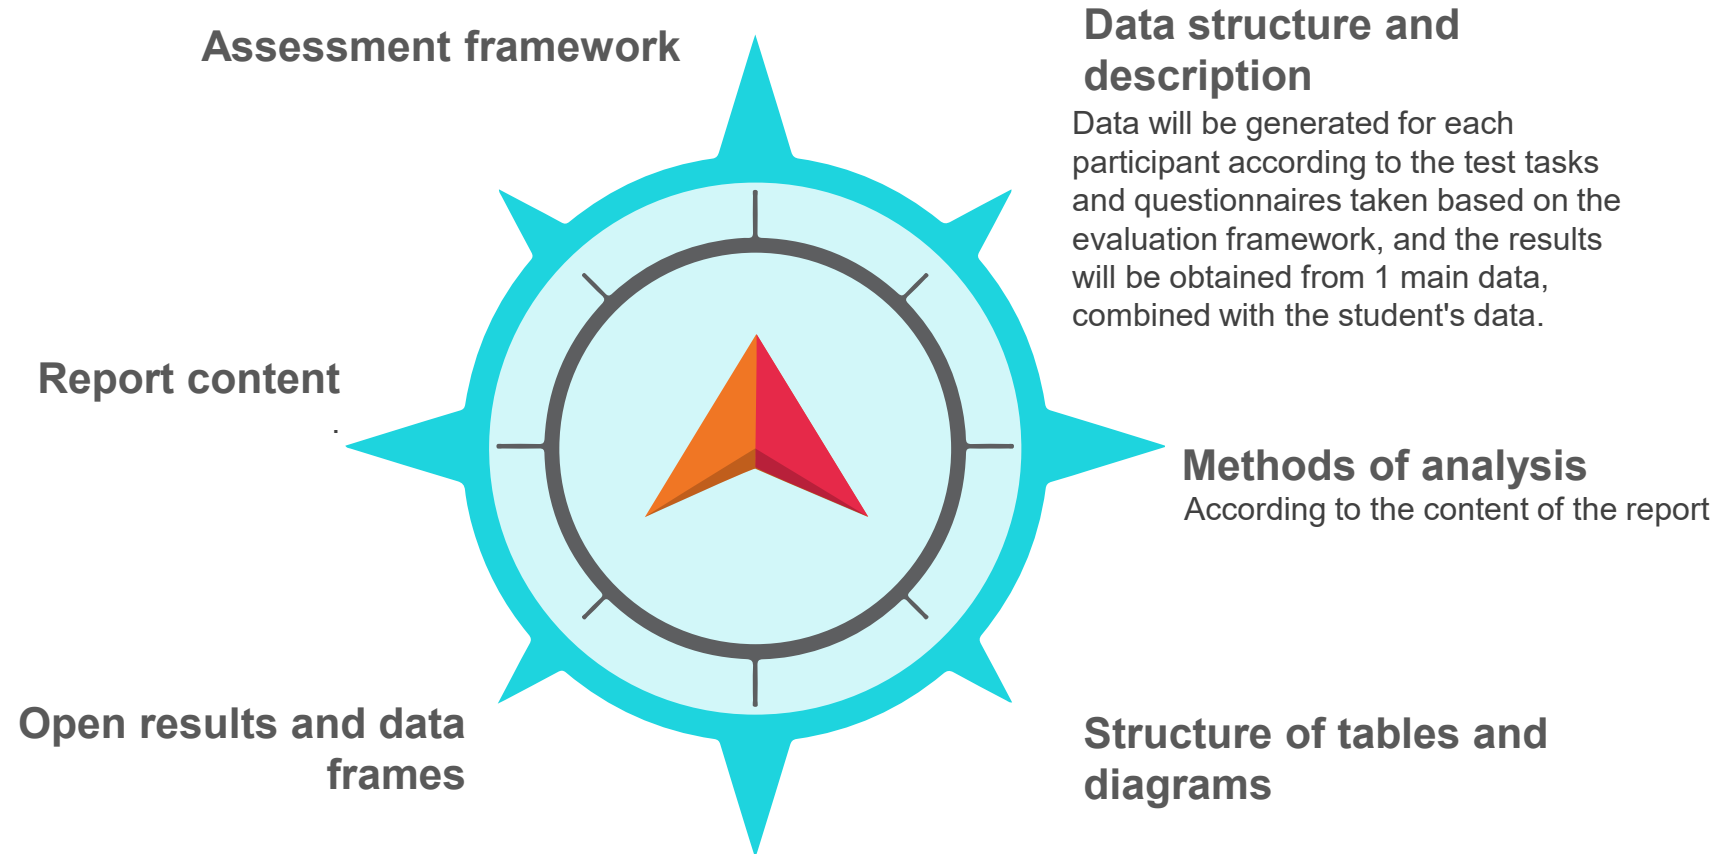 Assessment framework
Data structure and
description
Data will be generated for each
participant according to the test tasks
and questionnaires taken based on the
evaluation framework, and the results
will be obtained from 1 main data,
combined with the student's data.
Report content
.
Methods of analysis
According to the content of the report
Open results and data
frames
Structure of tables and
diagrams